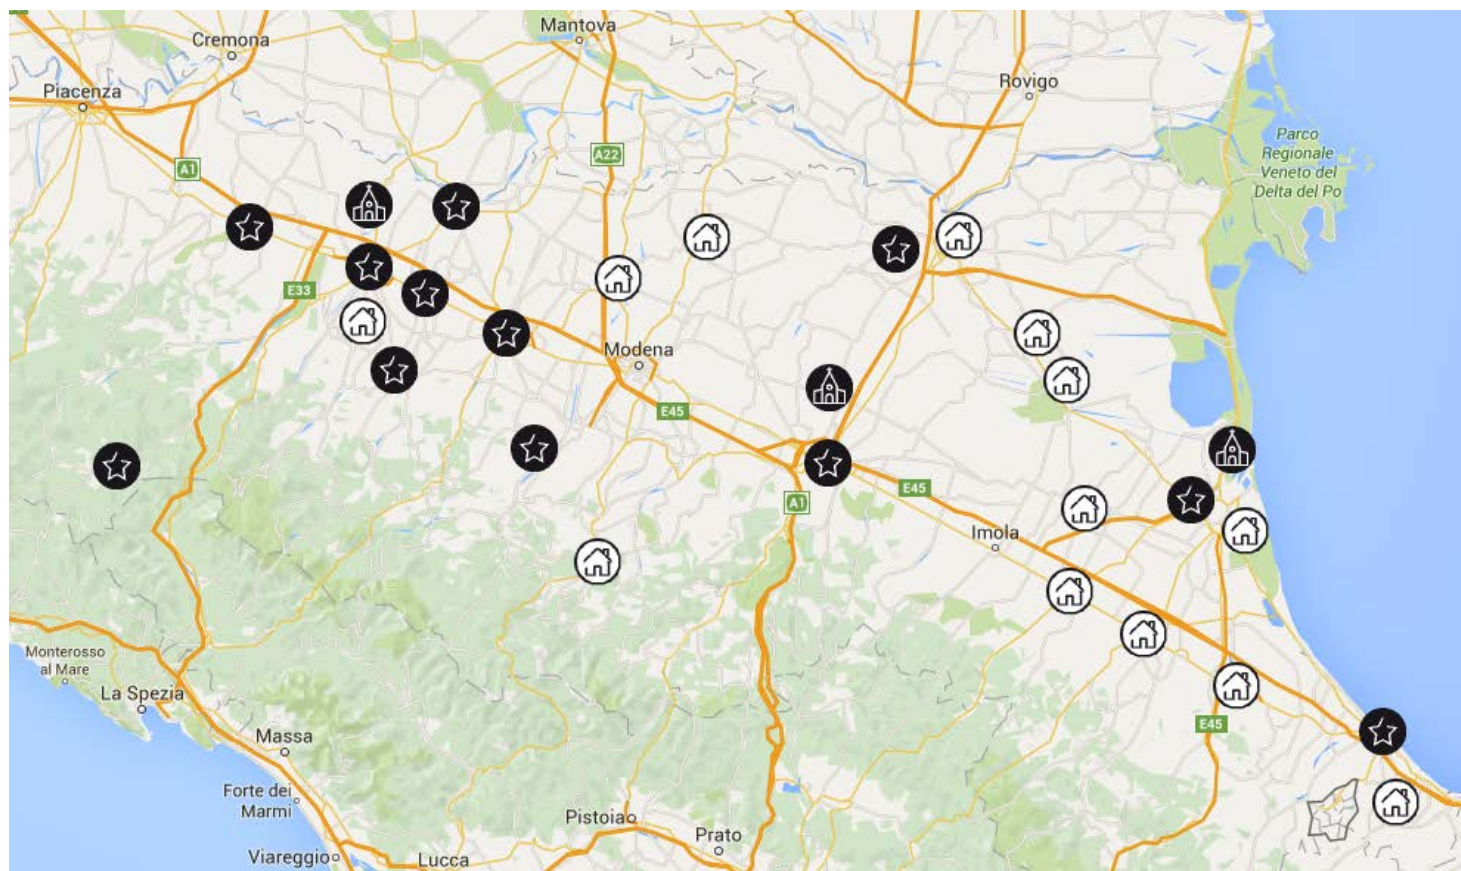 Mantova
Cremona
Rovigo
Piacenza
Parco
Regionale
Veneto del
Delta del Po
A22
A1
E33
Modena
E45
E45
A1
Imola
Monterosso
al Mare
La Spezia
E45
Massa
Forte dei
Marmi
Pistoia
Prato
Viareggio
Lucca